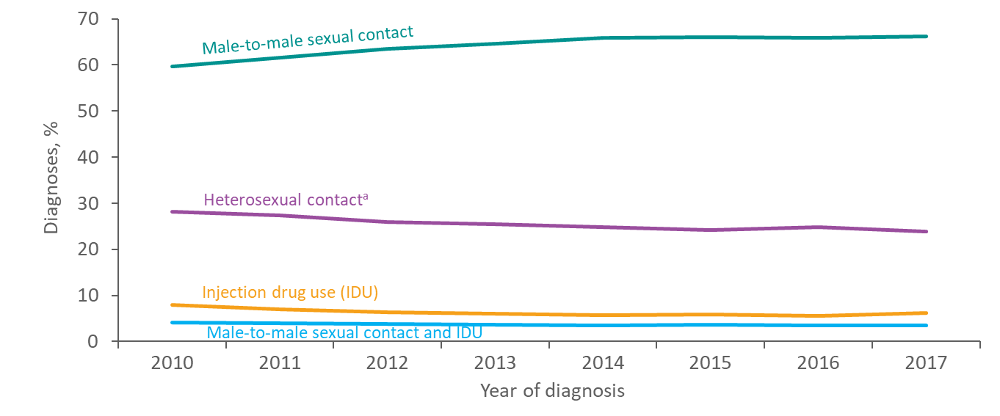 70
Male-to-male sexual contact
60
50
40
30
Heterosexual contactᵃ
20
10
Injection drug use (IDU)
Male-to-male sexual contact and IDU
0
Diagnoses, %
2010 2011 2012 2013 2014 2015 2016 2017
Year of diagnosis